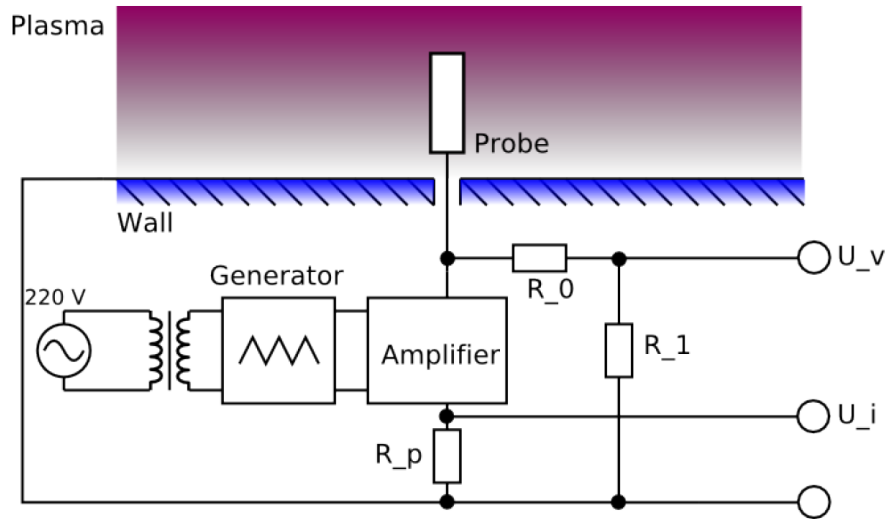 Plasma
Probe
Wall
U_v
Generator
R_0
220 V
Amplifier
R_1
U_i
R_p